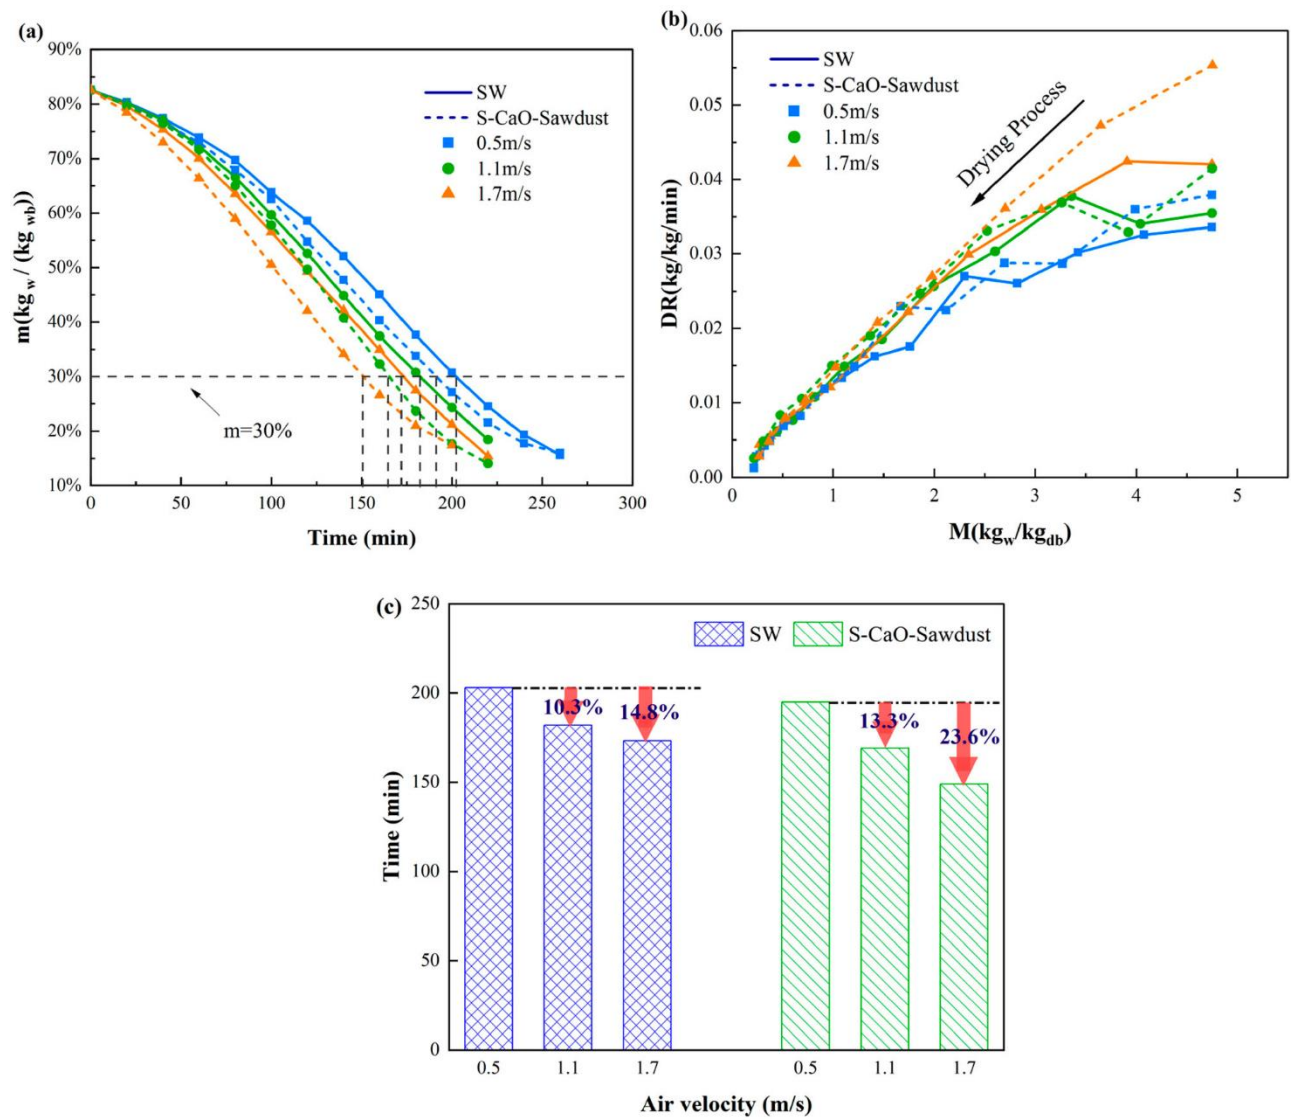 (a)
90%
80%
70%
60%
50%
40%
30%
20%
10%
m(kgw / (kg wb))
SW
S-CaO-Sawdust
0.5m/s
1.1m/s
1.7m/s
m=30%
0 50 100 150 200 250 300
Time (min)
(b)
0.06
0.05
0.04
0.03
0.02
0.01
0.00
DR(kg/kg/min)
SW
S-CaO-Sawdust
0.5m/s
1.1m/s
1.7m/s
Drying Process
0 1 2 3 4 5
M(kgw/kgdb)
(c)
250
200
150
100
50
0
Time (min)
SW S-CaO-Sawdust
10.3% 14.8% 13.3% 23.6%
0.5 1.1 1.7 0.5 1.1 1.7
Air velocity (m/s)